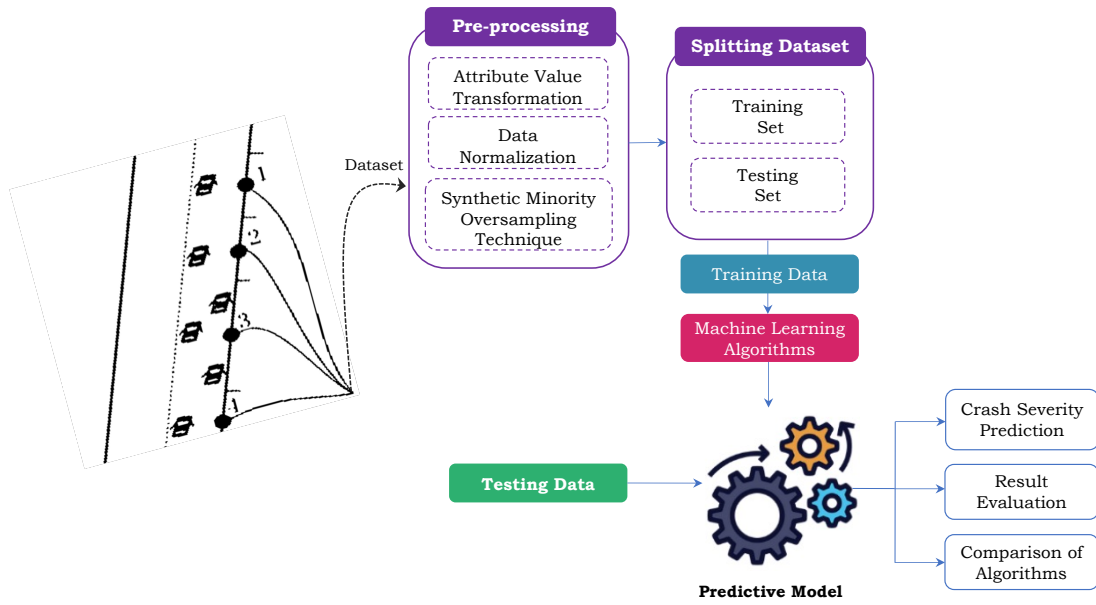 Pre-processing
Attribute Value
Transformation
Data
Normalization
Synthetic Minority
Oversampling
Technique
Splitting Dataset
Training
Set
Testing
Set
Dataset
1
2
3
4
Training Data
Machine Learning
Algorithms
Testing Data
Predictive Model
Crash Severity
Prediction
Result
Evaluation
Comparison of
Algorithms